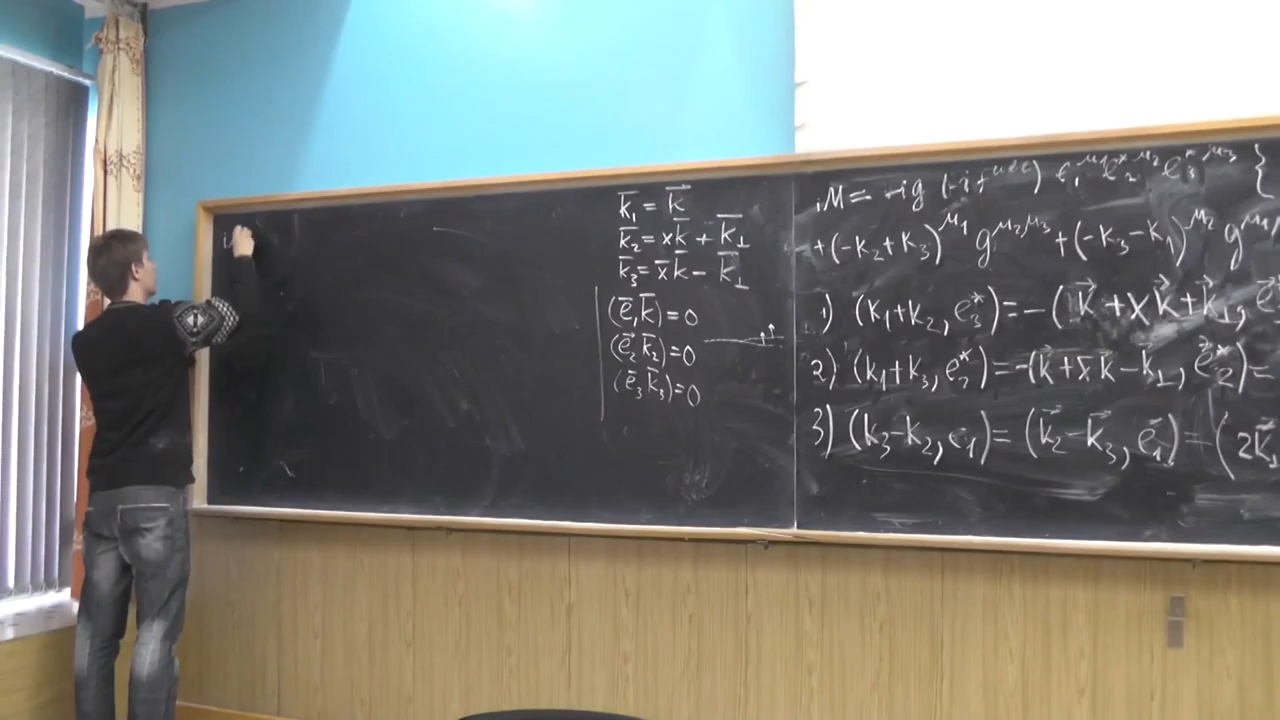 i
k̄₁ = k⃗
k̄₂ = xk̄ + k̄⊥
k̄₃ = x̄k̄ − k̄⊥
(ē₁k̄) = 0
(e⃗₂k̄₂) = 0
(ē₃k̄₃) = 0
iM = -ig (-if) e₁^μ₁ e₂^*μ₂ e₃^*μ₃ {
+(-k₂+k₃)^μ₁ g^μ₂μ₃ +(-k₃-k₁)^μ₂ g^μ₁
1) (k₁+k₂, e₃*) = −(k⃗ + xk⃗ + k⃗⊥, e⃗
2) (k₁+k₃, e₂*) = −(k⃗ + x̄k⃗ − k⃗⊥, e⃗₂*) =
3) (k₃−k₂, e₁) = (k⃗₂ − k⃗₃, e⃗₁) = (2k⃗⊥